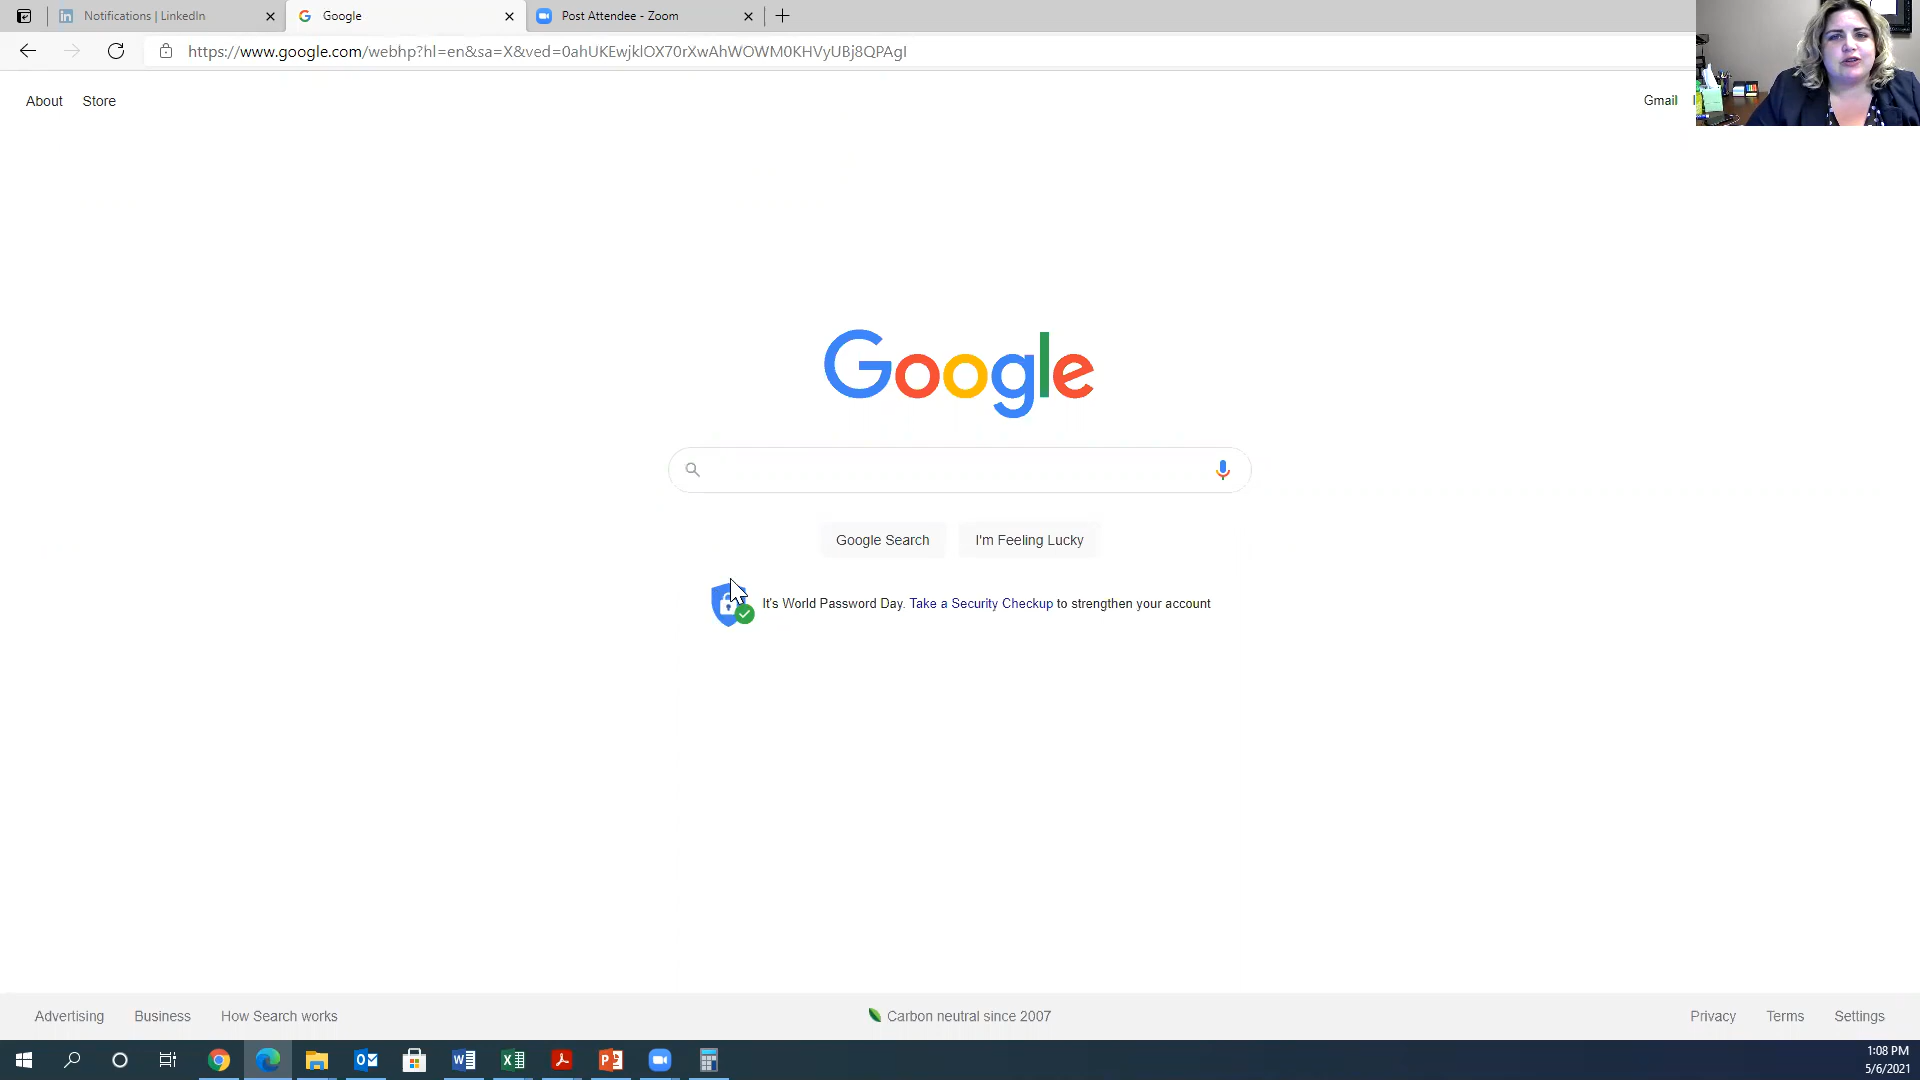 Notifications | LinkedIn
Google
Post Attendee - Zoom
https://www.google.com/webhp?hl=en&sa=X&ved=0ahUKEwjklOX70rXwAhWOWM0KHVyUBj8QPAgI
About Store
Gmail
Google
Google Search
I'm Feeling Lucky
It's World Password Day. Take a Security Checkup to strengthen your account
Advertising Business How Search works
Carbon neutral since 2007
Privacy Terms Settings
1:08 PM
5/6/2021